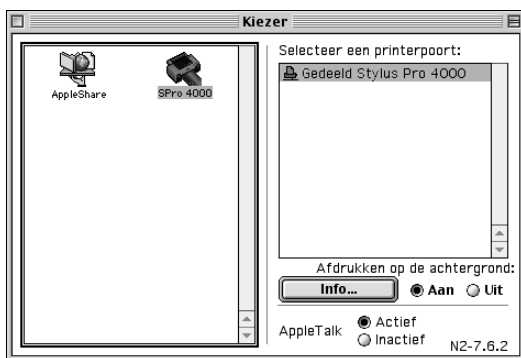 Kiezer
AppleShare
SPro 4000
Selecteer een printerpoort:
Gedeeld Stylus Pro 4000
Afdrukken op de achtergrond:
Info... Aan Uit
AppleTalk Actief
Inactief
N2-7.6.2